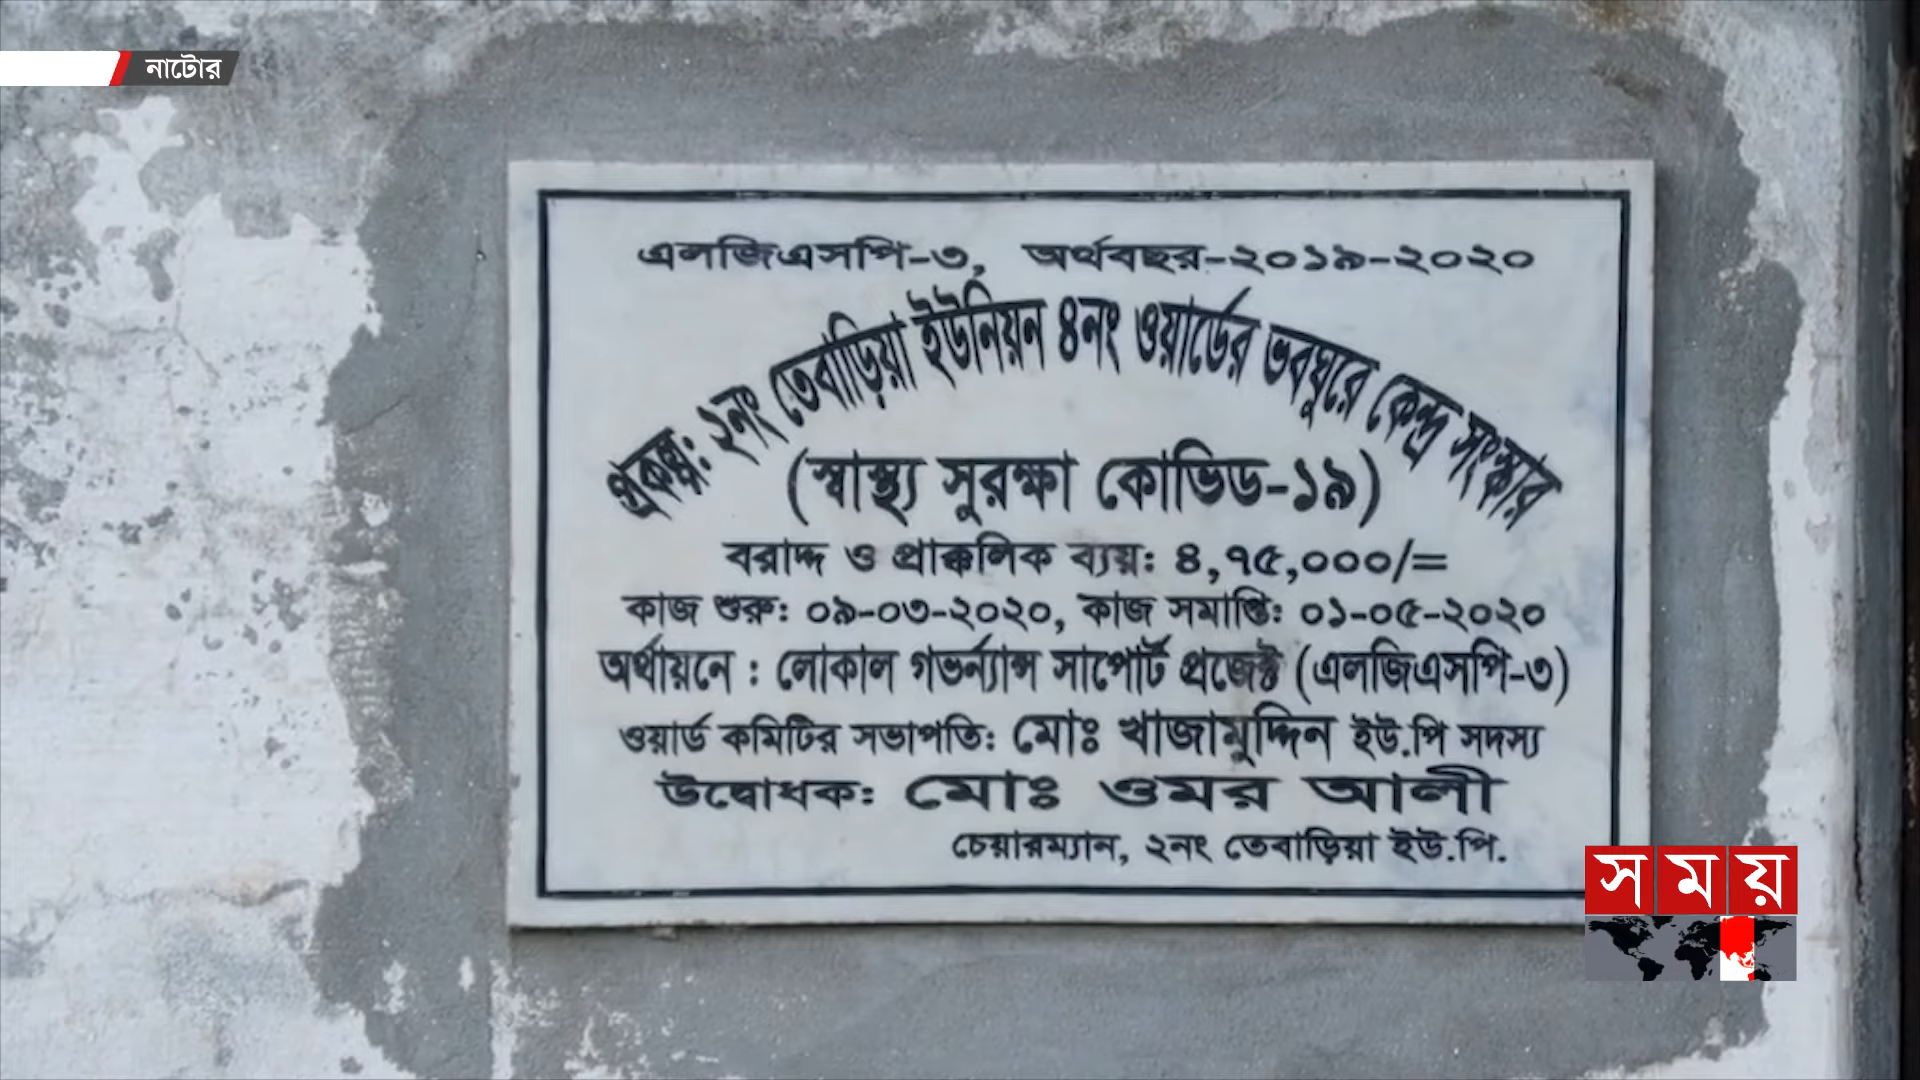 নাটোর
এলজিএসপি-৩, অর্থবছর-২০১৯-২০২০
প্রকল্প: ২নং তেবাড়িয়া ইউনিয়ন ৪নং ওয়ার্ডের ভবঘুরে কেন্দ্র সংস্কার
(স্বাস্থ্য সুরক্ষা কোভিড-১৯)
বরাদ্দ ও প্রাক্কলিক ব্যয়ঃ ৪,৭৫,০০০/=
কাজ শুরুঃ ০৯-০৩-২০২০, কাজ সমাপ্তিঃ ০১-০৫-২০২০
অর্থায়নে : লোকাল গভর্ন্যান্স সাপোর্ট প্রজেক্ট (এলজিএসপি-৩)
ওয়ার্ড কমিটির সভাপতিঃ মোঃ খাজামুদ্দিন ইউ.পি সদস্য
উদ্বোধকঃ মোঃ ওমর আলী
চেয়ারম্যান, ২নং তেবাড়িয়া ইউ.পি.
সময়